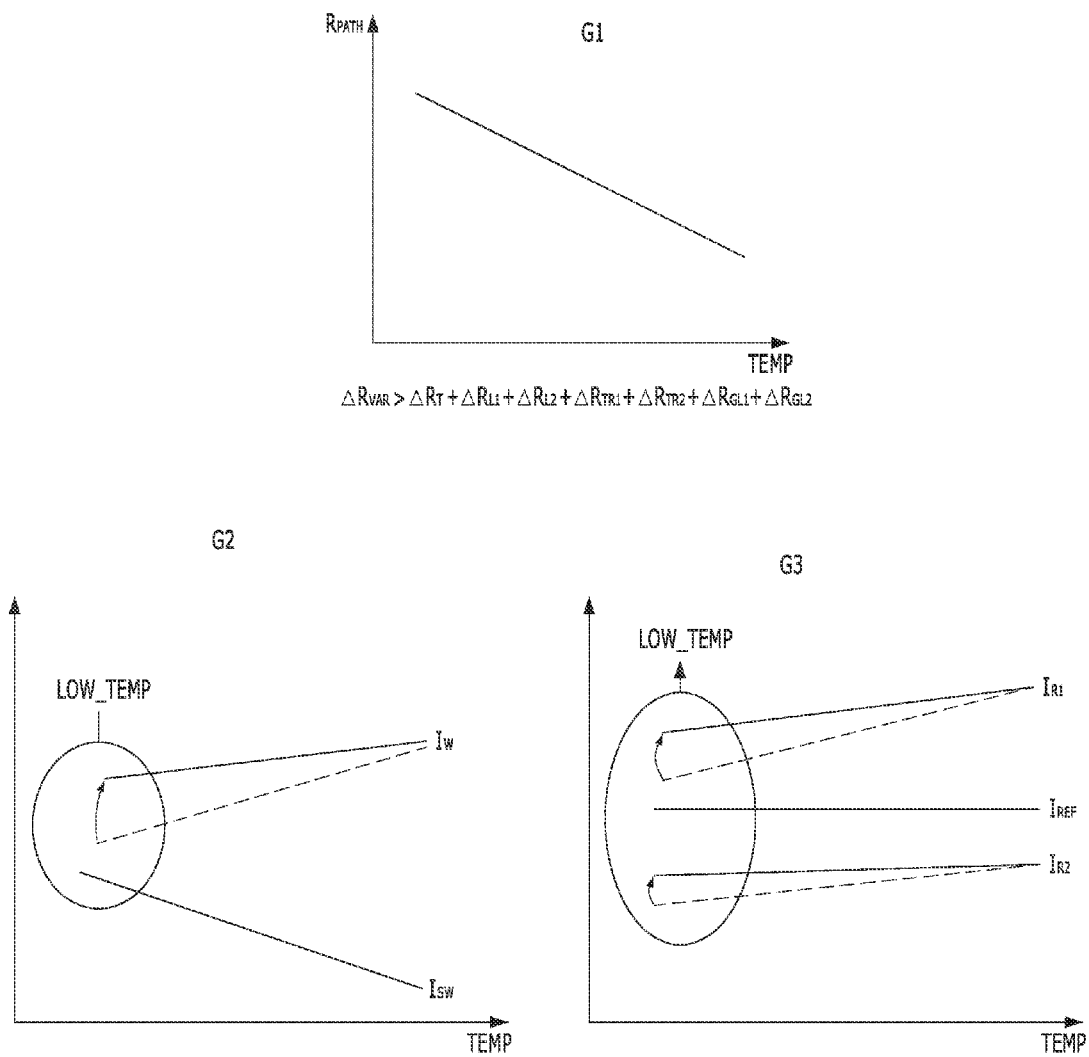 G1
RPATH
TEMP
△RVAR > △RT + △RL1 + △RL2 + △RTR1 + △RTR2 + △RGL1 + △RGL2
G2
LOW_TEMP
IW
ISW
TEMP
G3
LOW_TEMP
IR1
IREF
IR2
TEMP